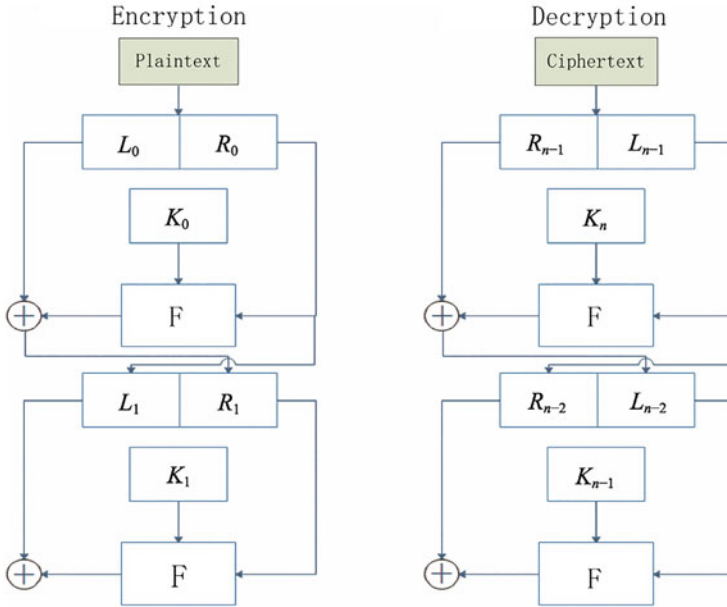 Encryption
Plaintext
L₀ R₀
K₀
F
L₁ R₁
K₁
F
Decryption
Ciphertext
Rₙ₋₁ Lₙ₋₁
Kₙ
F
Rₙ₋₂ Lₙ₋₂
Kₙ₋₁
F